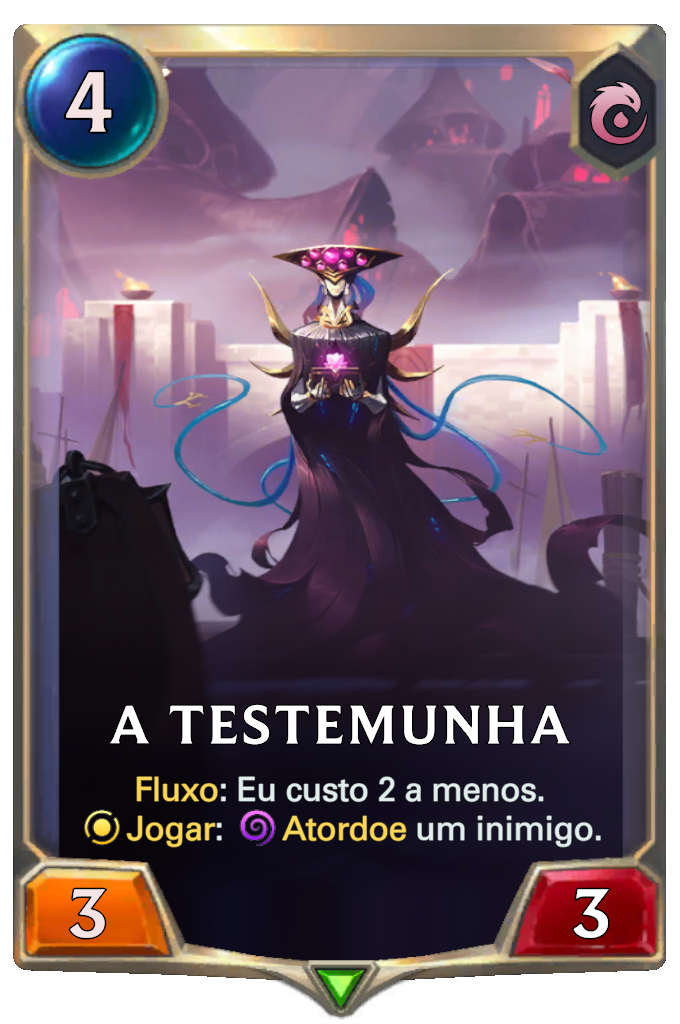 4
A TESTEMUNHA
Fluxo: Eu custo 2 a menos.
Jogar: Atordoe um inimigo.
3 3